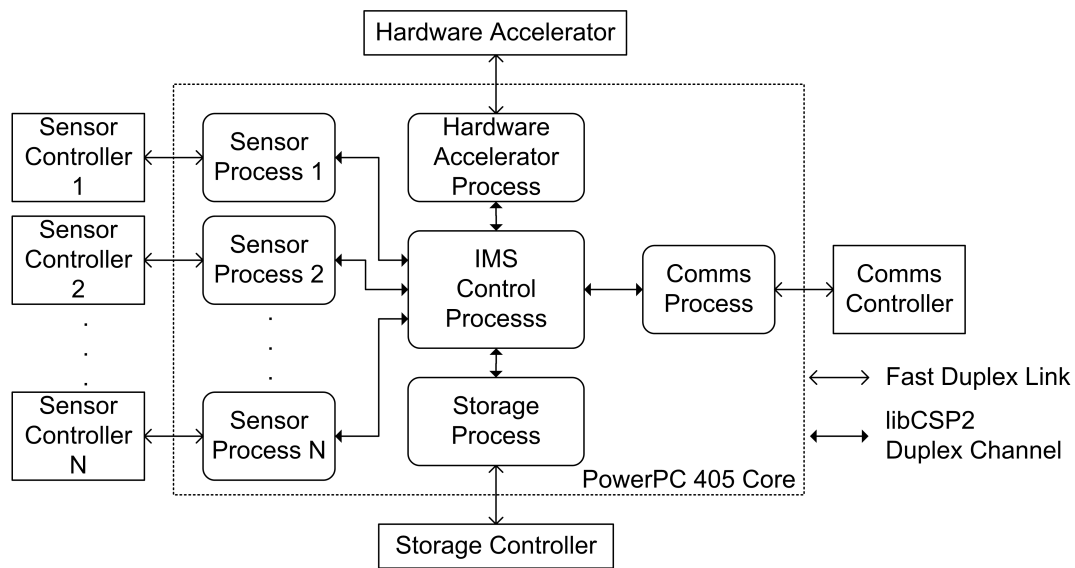 Hardware Accelerator
Sensor
Controller
1
Sensor
Process 1
Hardware
Accelerator
Process
Sensor
Controller
2
Sensor
Process 2
IMS
Control
Processs
Comms
Process
Comms
Controller
Sensor
Controller
N
Sensor
Process N
Storage
Process
Fast Duplex Link
libCSP2
Duplex Channel
PowerPC 405 Core
Storage Controller